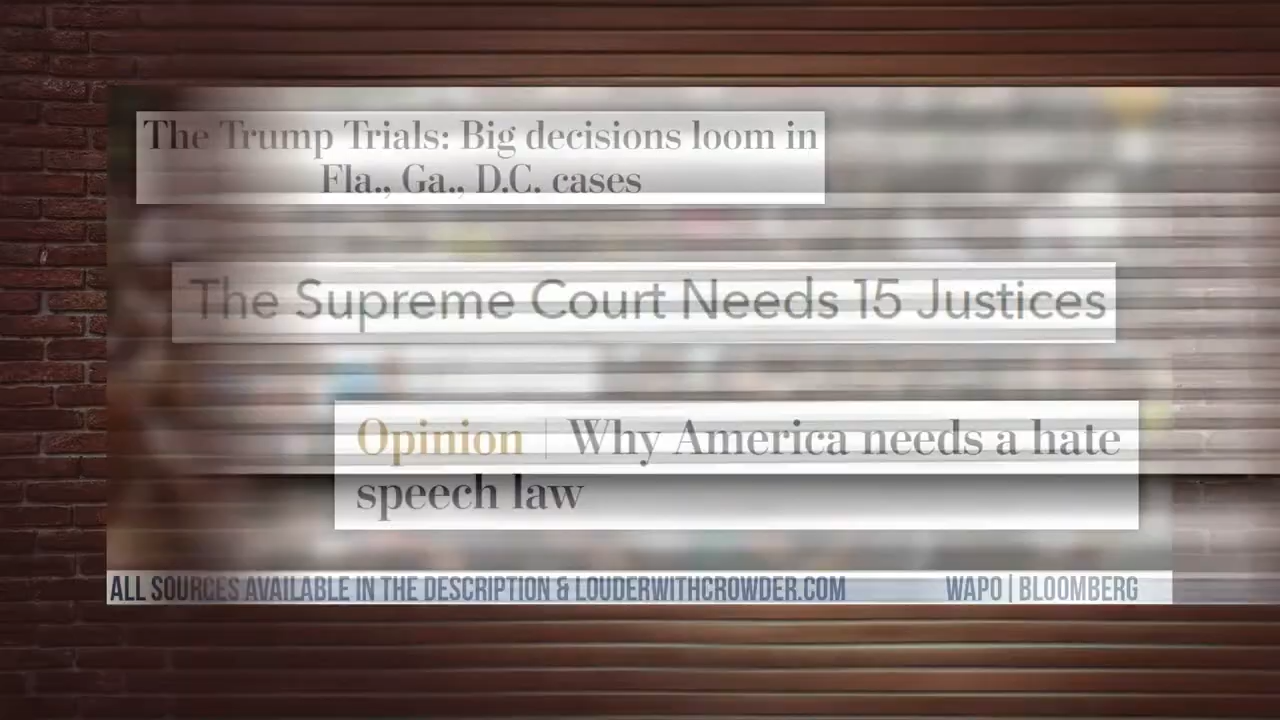 The Trump Trials: Big decisions loom in
Fla., Ga., D.C. cases
The Supreme Court Needs 15 Justices
Opinion | Why America needs a hate
speech law
ALL SOURCES AVAILABLE IN THE DESCRIPTION & LOUDERWITHCROWDER.COM
WAPO | BLOOMBERG